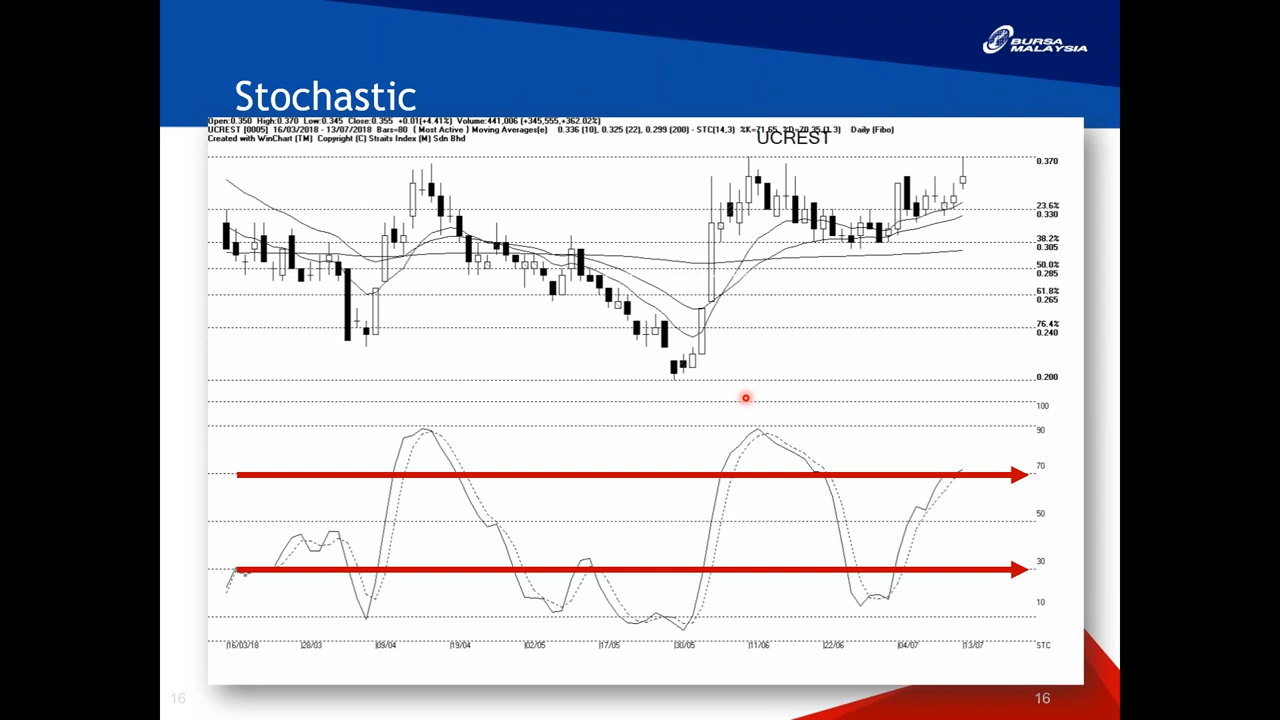 BURSA
MALAYSIA
Stochastic
Open:0.350 High:0.370 Low:0.345 Close:0.355 +0.01(+4.41%) Volume:441,006 (+345,555,+362.02%)
UCREST [0005] 16/03/2018 - 13/07/2018 Bars=80 ( Most Active ) Moving Averages(e) 0.336 (10), 0.325 (22), 0.299 (200) - STC(14,3) %K=71.65 %D=70.35(1,3) Daily (Fibo)
Created with WinChart (TM) Copyright (C) Straits Index (M) Sdn Bhd
UCREST
0.370
23.6%
0.330
38.2%
0.305
50.0%
0.285
61.8%
0.265
76.4%
0.240
0.200
100
90
70
50
30
10
16/03/18 28/03 09/04 19/04 02/05 17/05 30/05 11/06 22/06 04/07 13/07 STC
16 16